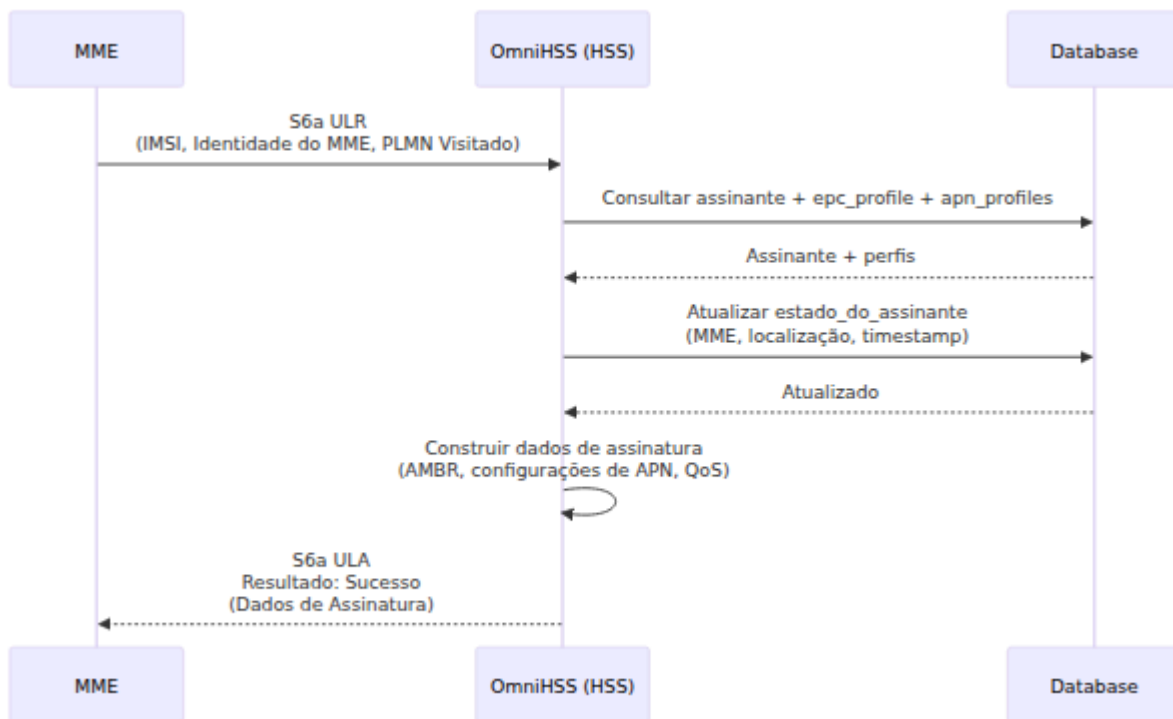 MME
OmniHSS (HSS)
Database
S6a ULR
(IMSI, Identidade do MME, PLMN Visitado)
Consultar assinante + epc_profile + apn_profiles
Assinante + perfis
Atualizar estado_do_assinante
(MME, localização, timestamp)
Atualizado
Construir dados de assinatura
(AMBR, configurações de APN, QoS)
S6a ULA
Resultado: Sucesso
(Dados de Assinatura)
MME
OmniHSS (HSS)
Database